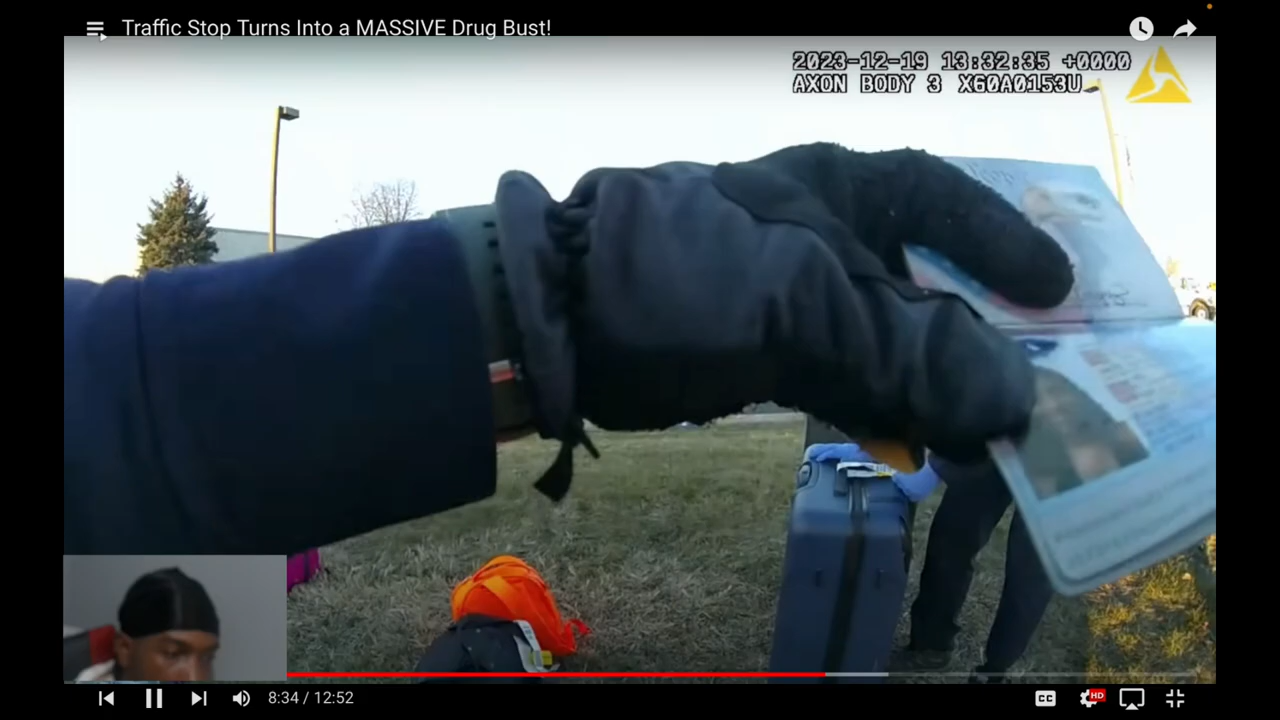 Traffic Stop Turns Into a MASSIVE Drug Bust!
2023-12-19 13:32:35 +0000
AXON BODY 3 X60A0153U
8:34 / 12:52
CC
HD